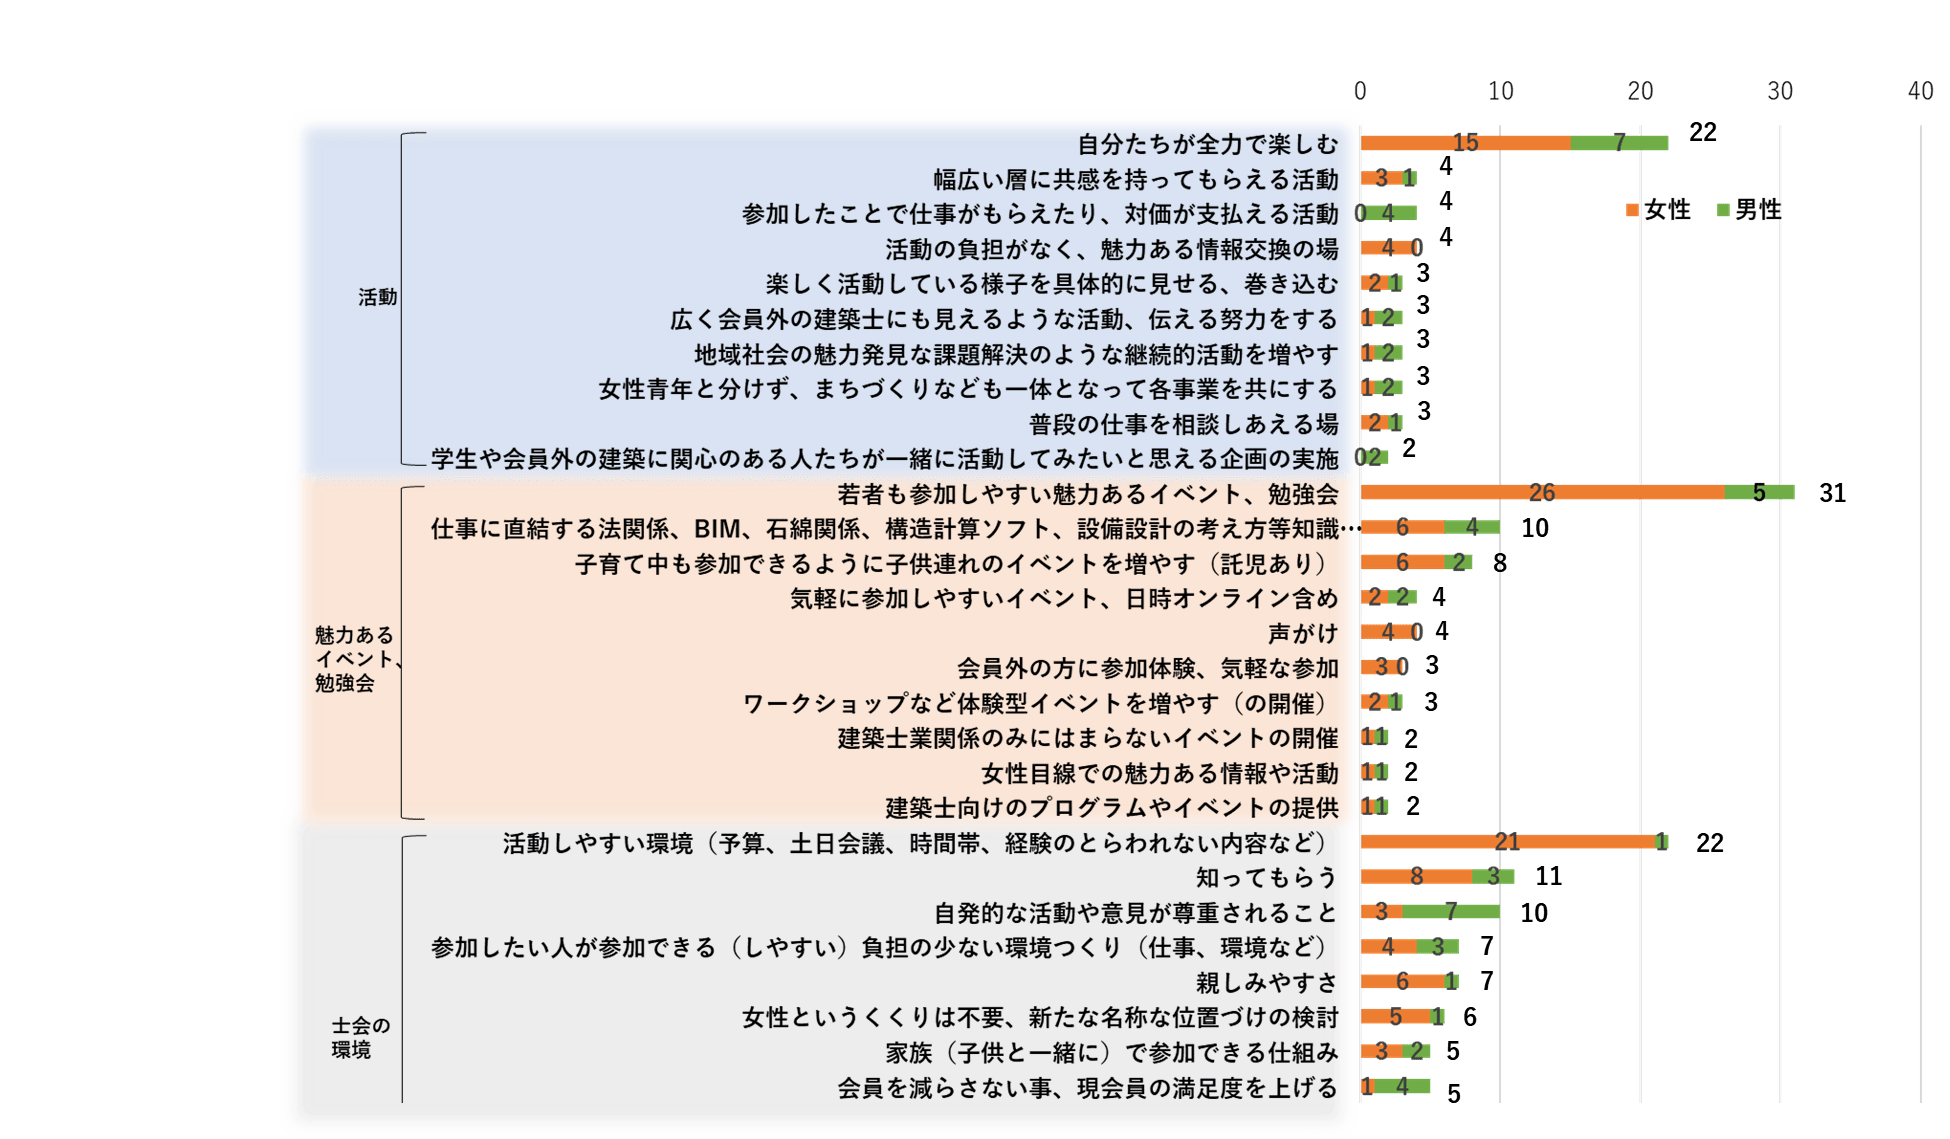 0 10 20 30 40
女性 男性
活動
自分たちが全力で楽しむ 15 7 22
幅広い層に共感を持ってもらえる活動 3 1 4
参加したことで仕事がもらえたり、対価が支払える活動 0 4 4
活動の負担がなく、魅力ある情報交換の場 4 0 4
楽しく活動している様子を具体的に見せる、巻き込む 2 1 3
広く会員外の建築士にも見えるような活動、伝える努力をする 1 2 3
地域社会の魅力発見な課題解決のような継続的活動を増やす 1 2 3
女性青年と分けず、まちづくりなども一体となって各事業を共にする 1 2 3
普段の仕事を相談しあえる場 2 1 3
学生や会員外の建築に関心のある人たちが一緒に活動してみたいと思える企画の実施 0 2 2
魅力ある
イベント、
勉強会
若者も参加しやすい魅力あるイベント、勉強会 26 5 31
仕事に直結する法関係、BIM、石綿関係、構造計算ソフト、設備設計の考え方等知識… 6 4 10
子育て中も参加できるように子供連れのイベントを増やす（託児あり） 6 2 8
気軽に参加しやすいイベント、日時オンライン含め 2 2 4
声がけ 4 0 4
会員外の方に参加体験、気軽な参加 3 0 3
ワークショップなど体験型イベントを増やす（の開催） 2 1 3
建築士業関係のみにはまらないイベントの開催 1 1 2
女性目線での魅力ある情報や活動 1 1 2
建築士向けのプログラムやイベントの提供 1 1 2
士会の
環境
活動しやすい環境（予算、土日会議、時間帯、経験のとらわれない内容など） 21 1 22
知ってもらう 8 3 11
自発的な活動や意見が尊重されること 3 7 10
参加したい人が参加できる（しやすい）負担の少ない環境つくり（仕事、環境など） 4 3 7
親しみやすさ 6 1 7
女性というくくりは不要、新たな名称な位置づけの検討 5 1 6
家族（子供と一緒に）で参加できる仕組み 3 2 5
会員を減らさない事、現会員の満足度を上げる 1 4 5